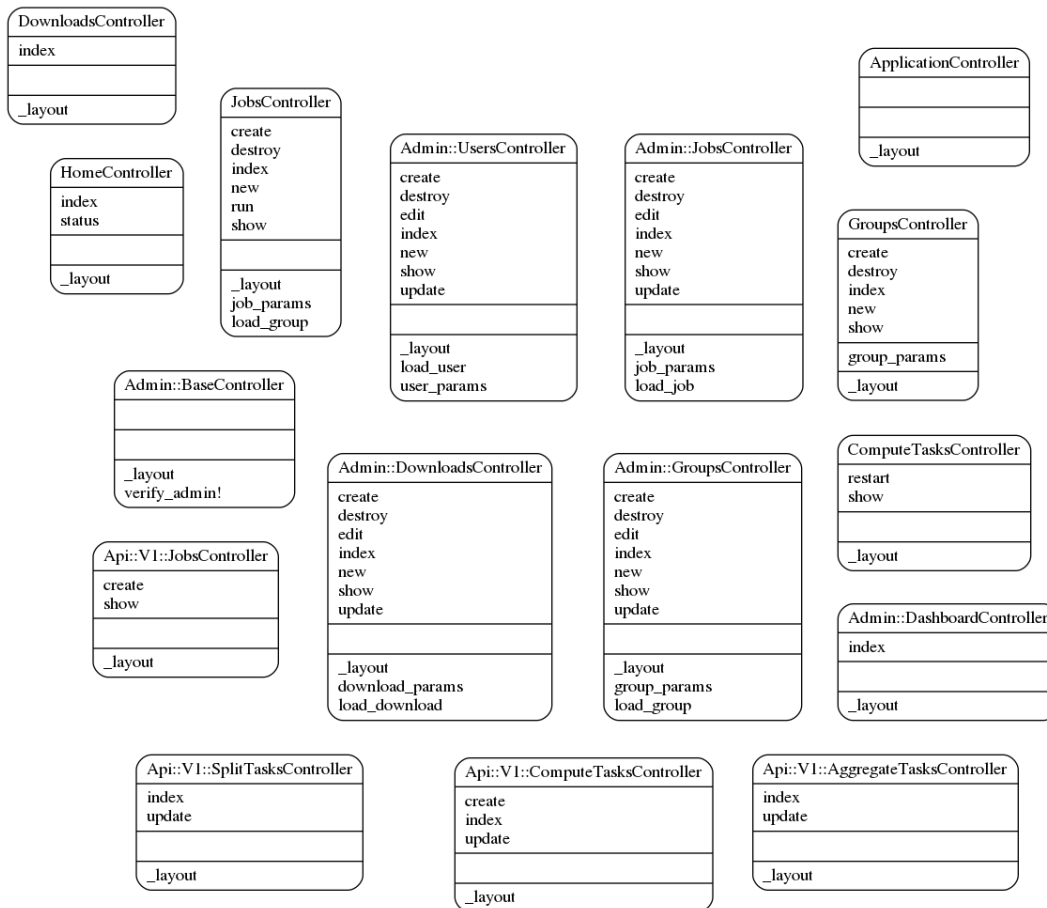 DownloadsController
index
_layout
HomeController
index
status
_layout
JobsController
create
destroy
index
new
run
show
_layout
job_params
load_group
Admin::UsersController
create
destroy
edit
index
new
show
update
_layout
load_user
user_params
Admin::JobsController
create
destroy
edit
index
new
show
update
_layout
job_params
load_job
ApplicationController
_layout
GroupsController
create
destroy
index
new
show
group_params
_layout
Admin::BaseController
_layout
verify_admin!
Admin::DownloadsController
create
destroy
edit
index
new
show
update
_layout
download_params
load_download
Admin::GroupsController
create
destroy
edit
index
new
show
update
_layout
group_params
load_group
ComputeTasksController
restart
show
_layout
Api::V1::JobsController
create
show
_layout
Admin::DashboardController
index
_layout
Api::V1::SplitTasksController
index
update
_layout
Api::V1::ComputeTasksController
create
index
update
_layout
Api::V1::AggregateTasksController
index
update
_layout